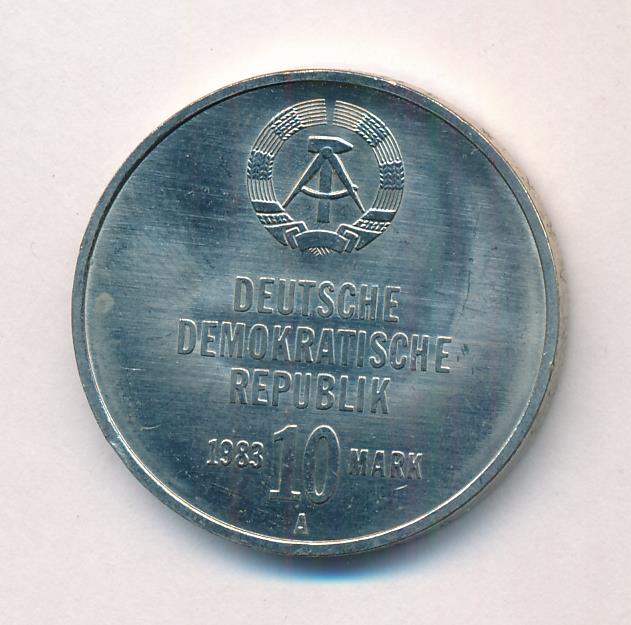 DEUTSCHE
DEMOKRATISCHE
REPUBLIK
1983 10 MARK
A